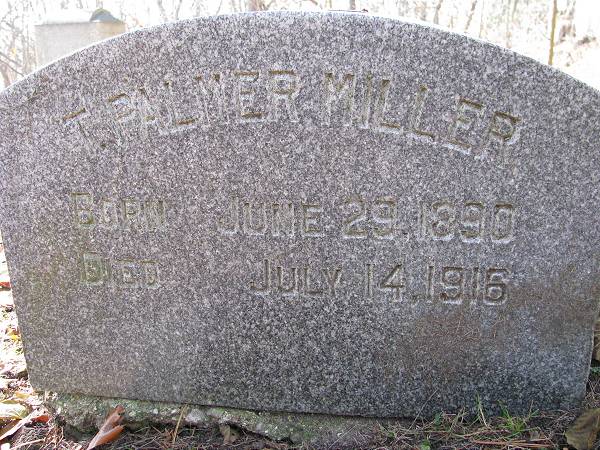 T. PALMER MILLER
BORN JUNE 29, 1890
DIED JULY 14, 1916